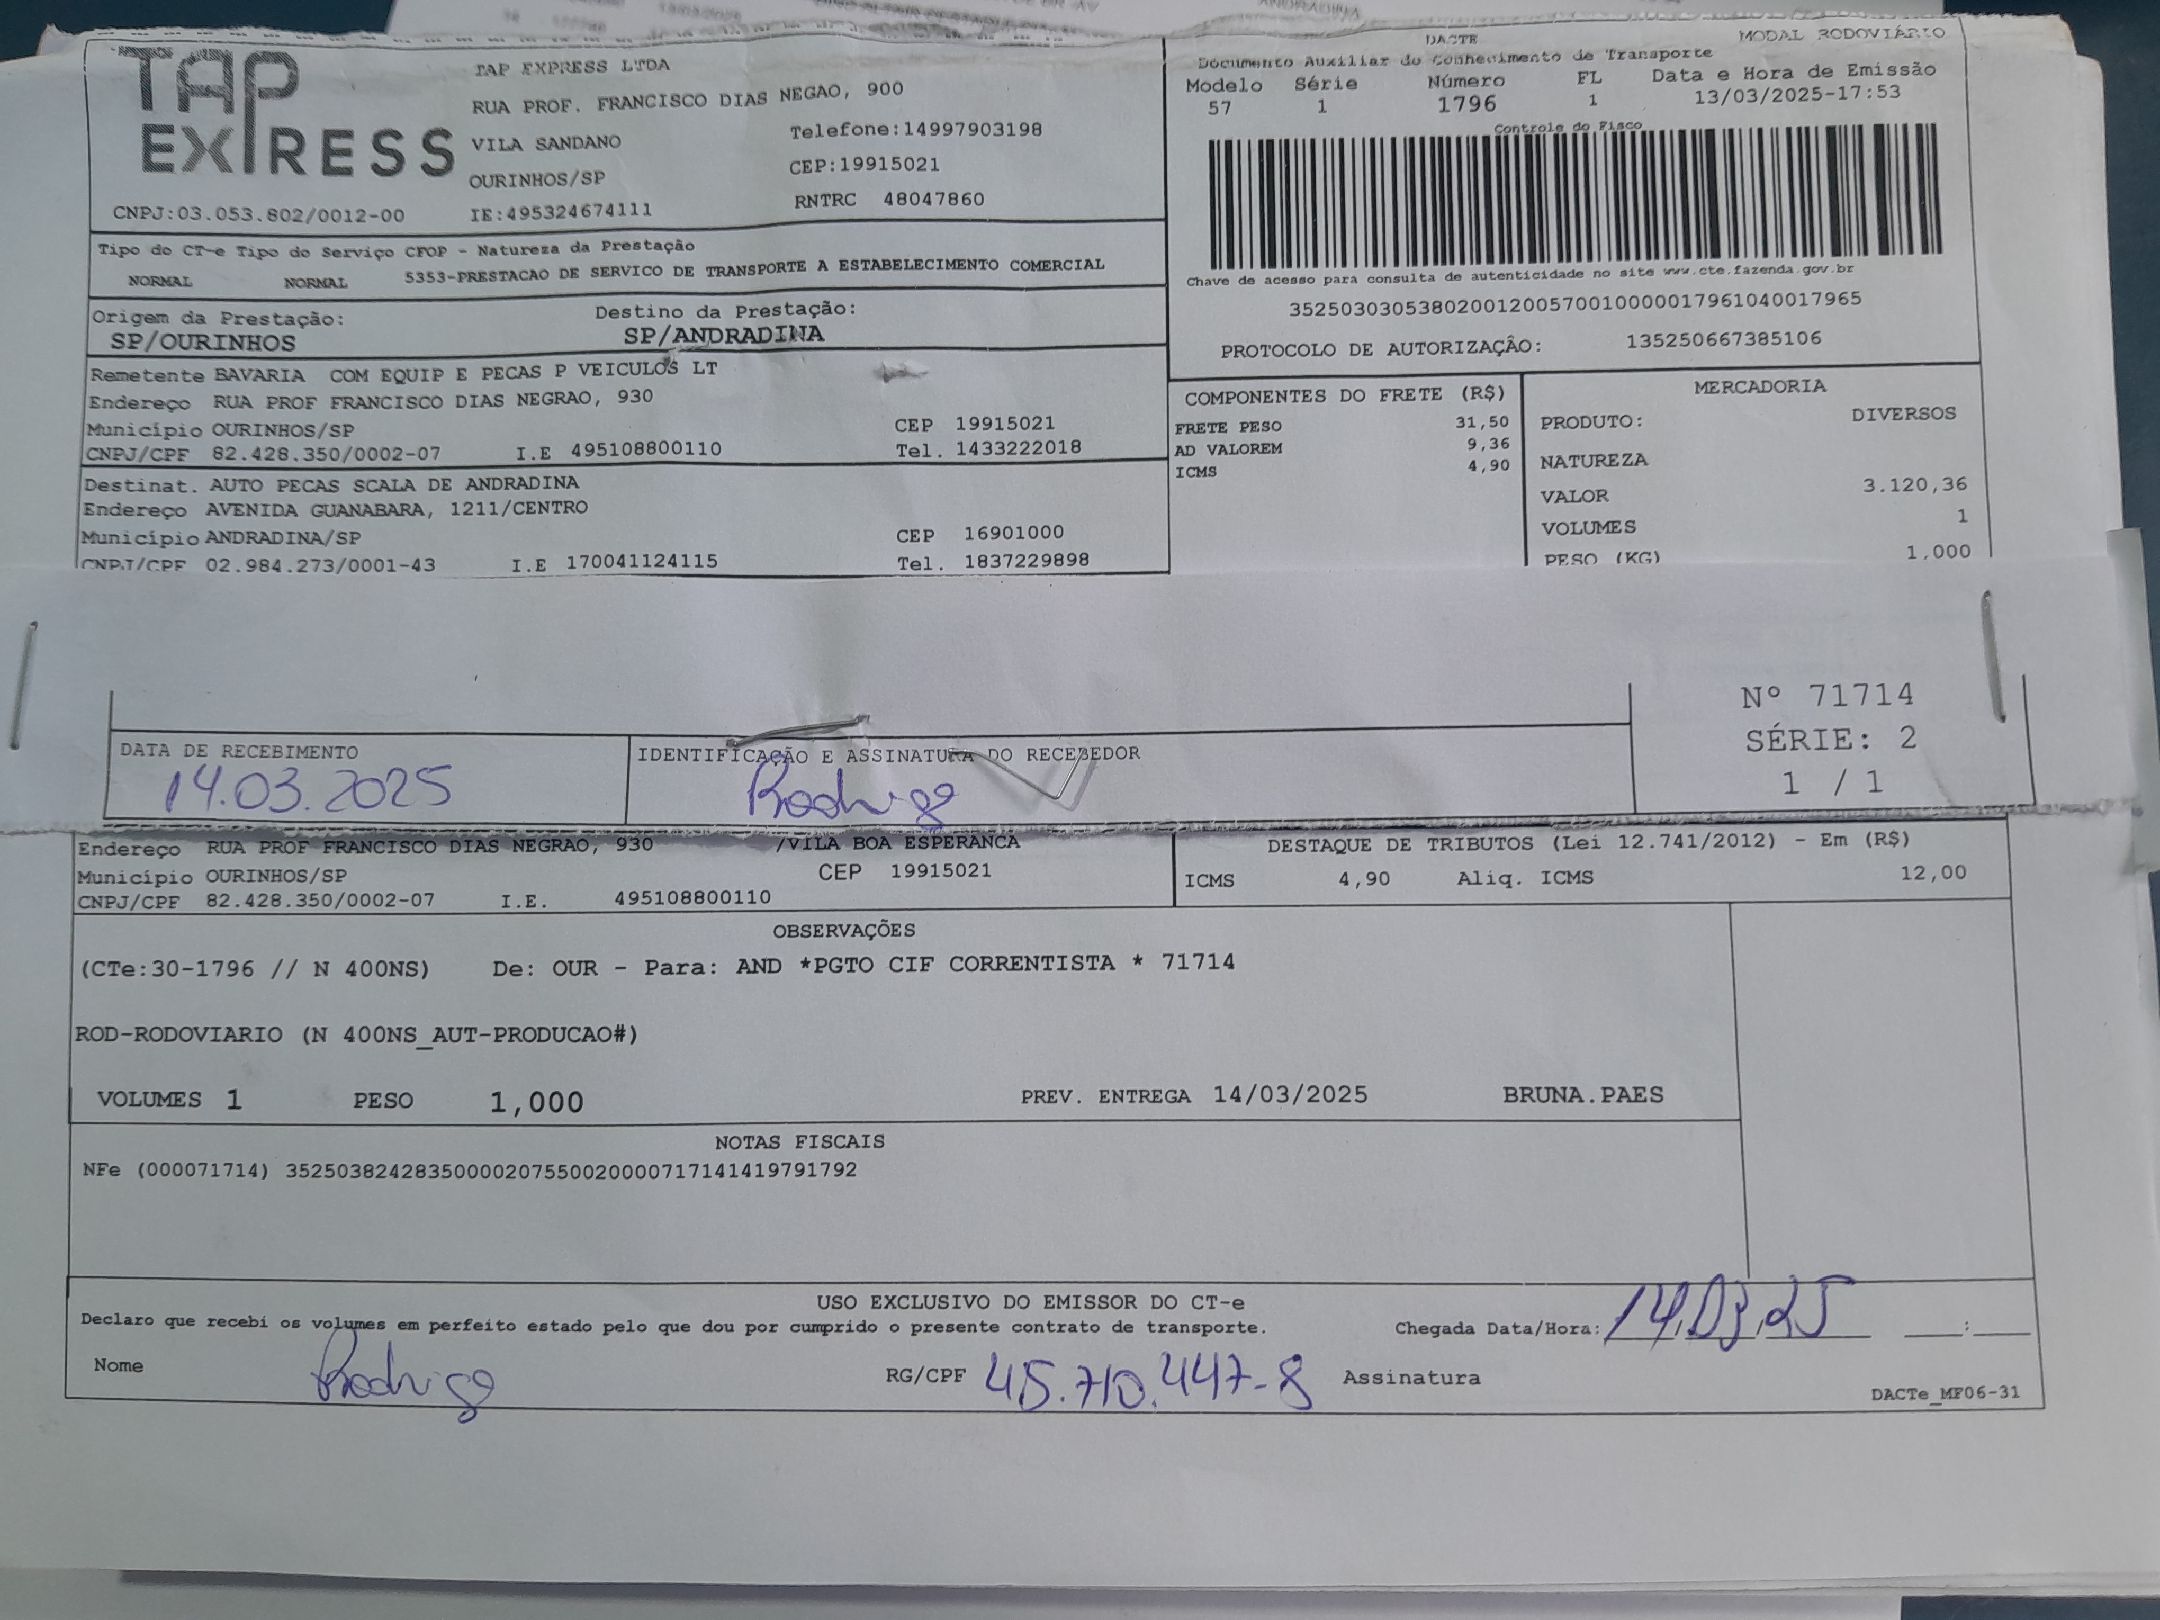 TAP EXPRESS
TAP EXPRESS LTDA
RUA PROF. FRANCISCO DIAS NEGAO, 900
VILA SANDANO Telefone:14997903198
OURINHOS/SP CEP:19915021
CNPJ:03.053.802/0012-00 IE:495324674111 RNTRC 48047860
DACTE MODAL RODOVIÁRIO
Documento Auxiliar do Conhecimento de Transporte
Modelo Série Número FL Data e Hora de Emissão
57 1 1796 1 13/03/2025-17:53
Controle do Fisco
Chave de acesso para consulta de autenticidade no site www.cte.fazenda.gov.br
35250303053802001200570010000017961040017965
PROTOCOLO DE AUTORIZAÇÃO: 135250667385106
Tipo do CT-e Tipo do Serviço CFOP - Natureza da Prestação
NORMAL NORMAL 5353-PRESTACAO DE SERVICO DE TRANSPORTE A ESTABELECIMENTO COMERCIAL
Origem da Prestação: Destino da Prestação:
SP/OURINHOS SP/ANDRADINA
Remetente BAVARIA COM EQUIP E PECAS P VEICULOS LT
Endereço RUA PROF FRANCISCO DIAS NEGRAO, 930
Município OURINHOS/SP CEP 19915021
CNPJ/CPF 82.428.350/0002-07 I.E 495108800110 Tel. 1433222018
Destinat. AUTO PECAS SCALA DE ANDRADINA
Endereço AVENIDA GUANABARA, 1211/CENTRO
Município ANDRADINA/SP CEP 16901000
CNPJ/CPF 02.984.273/0001-43 I.E 170041124115 Tel. 1837229898
COMPONENTES DO FRETE (R$)
FRETE PESO 31,50
AD VALOREM 9,36
ICMS 4,90
MERCADORIA
PRODUTO: DIVERSOS
NATUREZA
VALOR 3.120,36
VOLUMES 1
PESO (KG) 1,000
DATA DE RECEBIMENTO
14.03.2025
IDENTIFICAÇÃO E ASSINATURA DO RECEBEDOR
Rodrigo
Nº 71714
SÉRIE: 2
1 / 1
Endereço RUA PROF FRANCISCO DIAS NEGRAO, 930 /VILA BOA ESPERANCA
Município OURINHOS/SP CEP 19915021
CNPJ/CPF 82.428.350/0002-07 I.E. 495108800110
DESTAQUE DE TRIBUTOS (Lei 12.741/2012) - Em (R$)
ICMS 4,90 Aliq. ICMS 12,00
OBSERVAÇÕES
(CTe:30-1796 // N 400NS) De: OUR - Para: AND *PGTO CIF CORRENTISTA * 71714
ROD-RODOVIARIO (N 400NS_AUT-PRODUCAO#)
VOLUMES 1 PESO 1,000 PREV. ENTREGA 14/03/2025 BRUNA.PAES
NOTAS FISCAIS
NFe (000071714) 35250382428350000207550020000717141419791792
USO EXCLUSIVO DO EMISSOR DO CT-e
Declaro que recebi os volumes em perfeito estado pelo que dou por cumprido o presente contrato de transporte. Chegada Data/Hora: 14,03,25 ___:___
Nome Rodrigo RG/CPF 45.710.447-8 Assinatura
DACTe_MF06-31